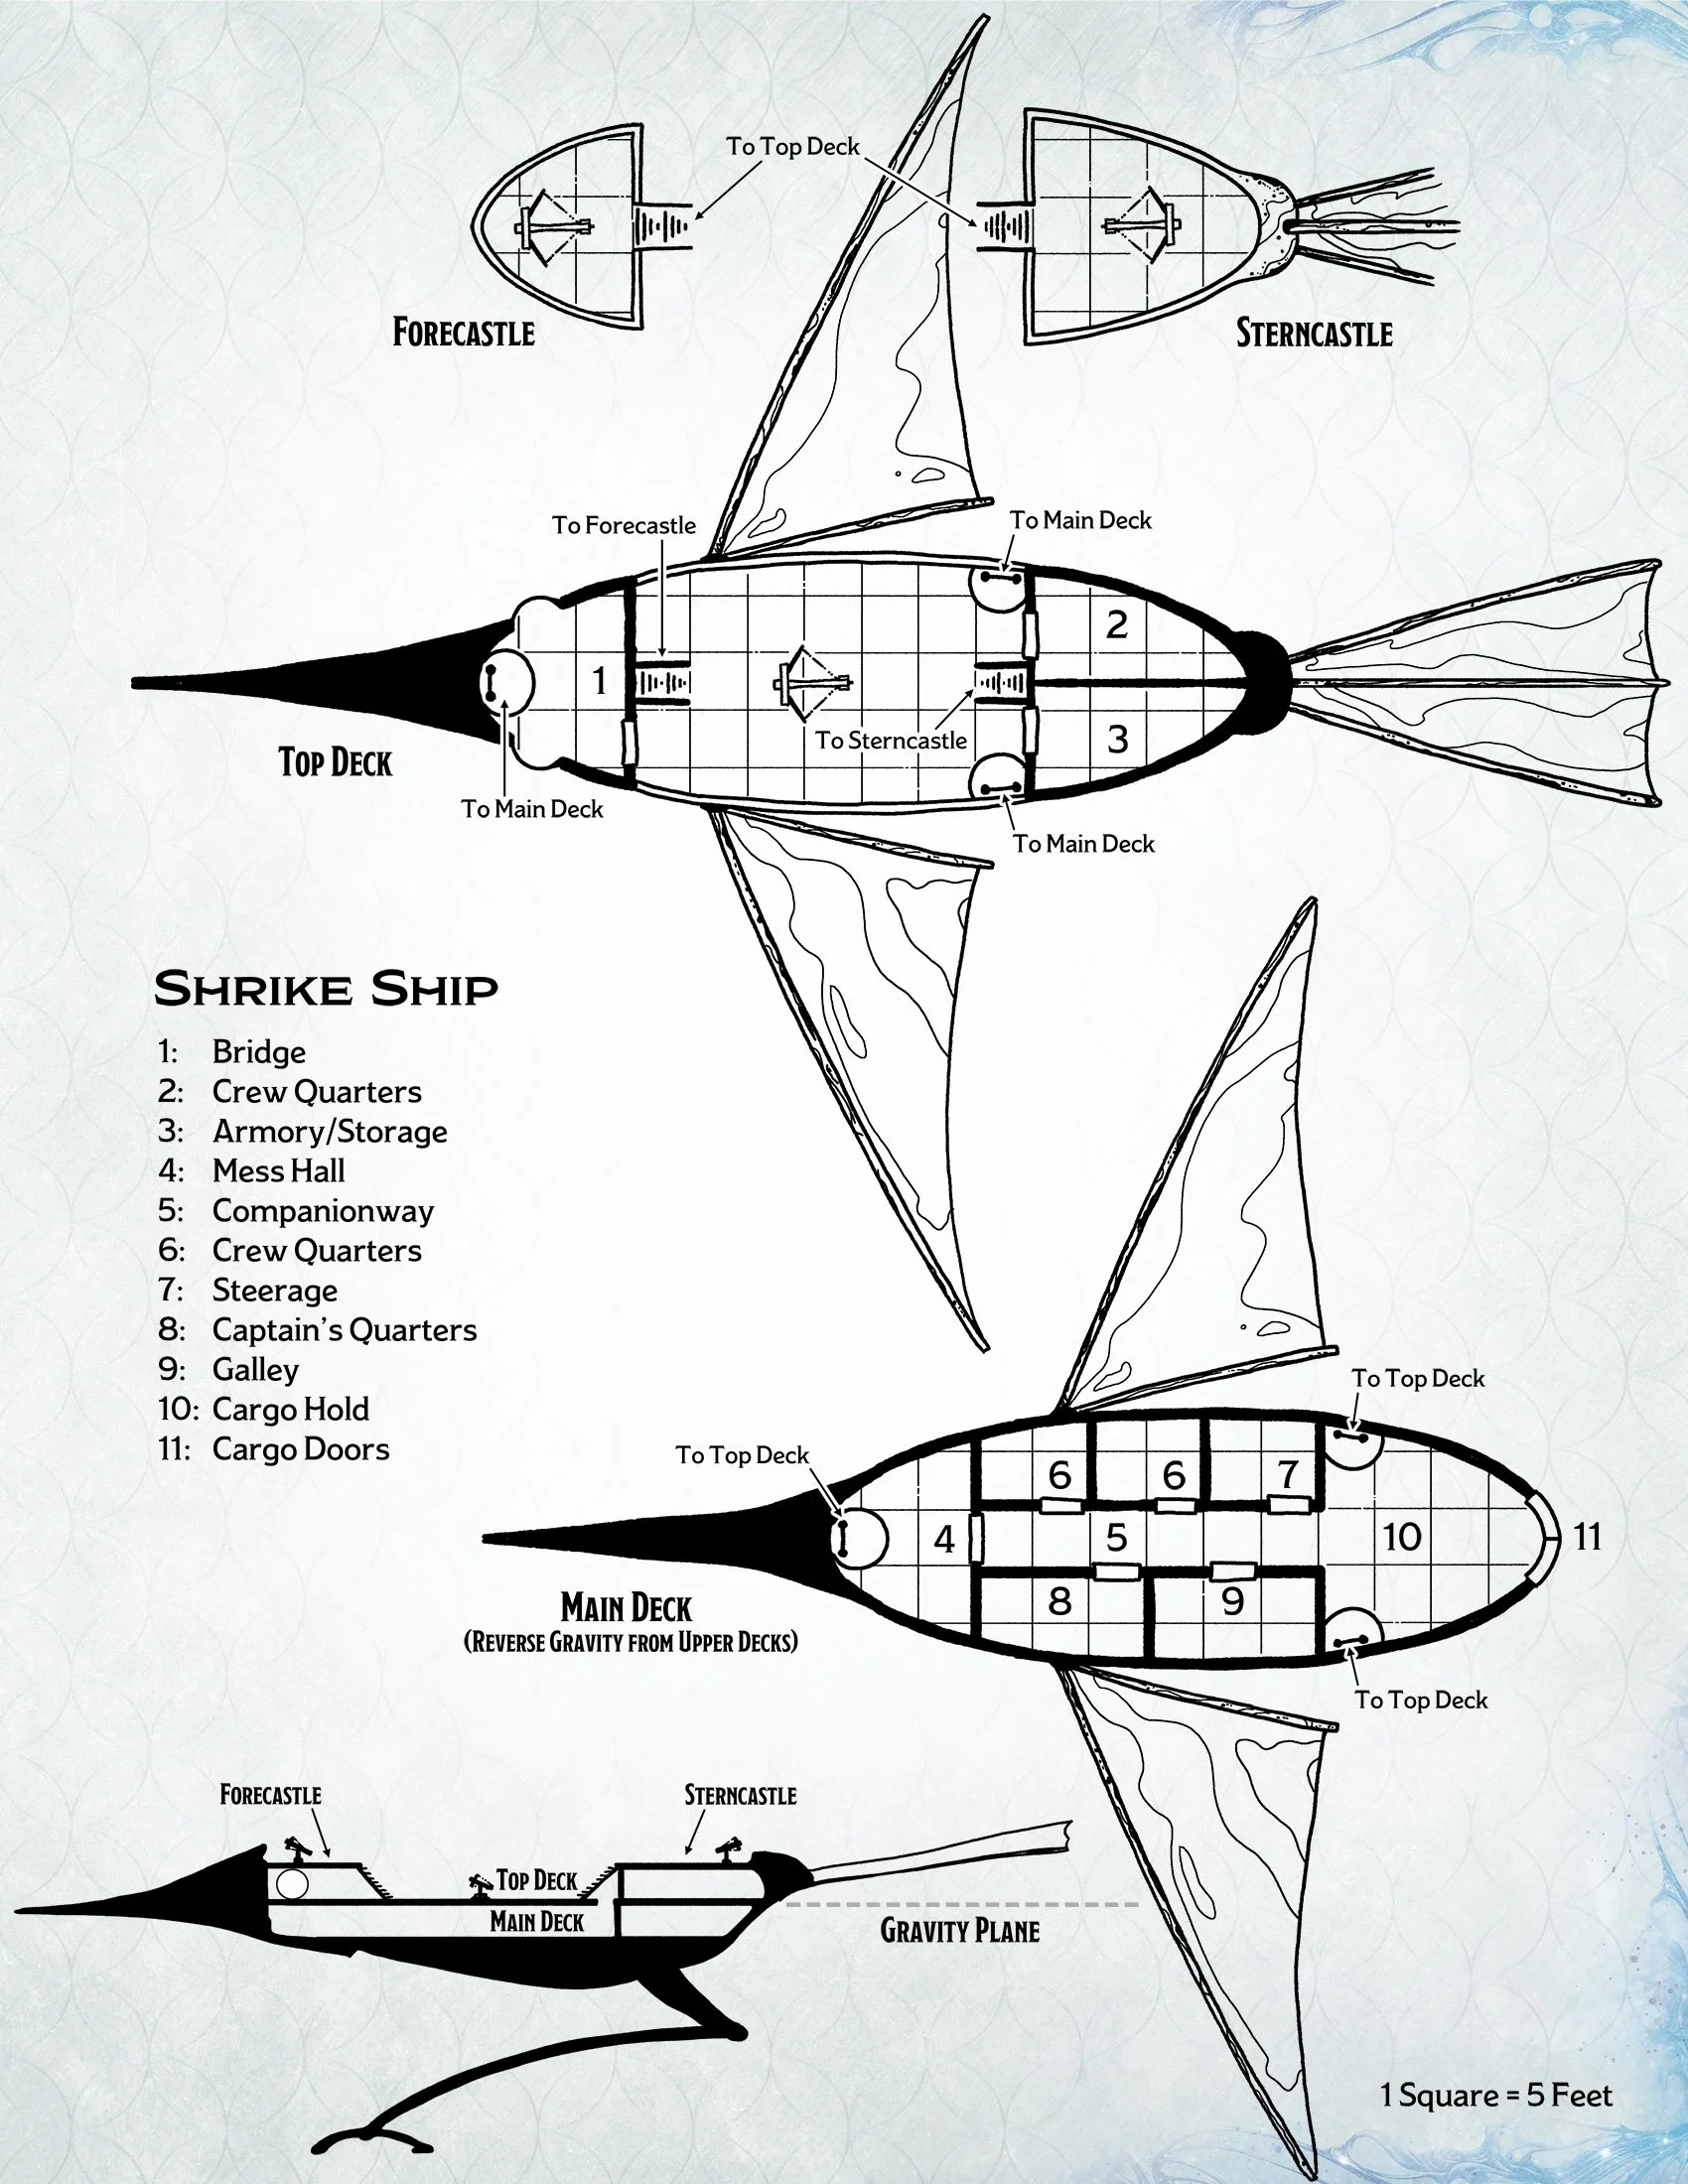 To Top Deck
Forecastle
Sterncastle
To Forecastle
To Main Deck
1
2
3
To Sterncastle
Top Deck
To Main Deck
To Main Deck
Shrike Ship
1: Bridge
2: Crew Quarters
3: Armory/Storage
4: Mess Hall
5: Companionway
6: Crew Quarters
7: Steerage
8: Captain's Quarters
9: Galley
10: Cargo Hold
11: Cargo Doors
To Top Deck
To Top Deck
6
6
7
4
5
10
11
8
9
Main Deck
(Reverse Gravity from Upper Decks)
To Top Deck
Forecastle
Sterncastle
Top Deck
Main Deck
Gravity Plane
1 Square = 5 Feet